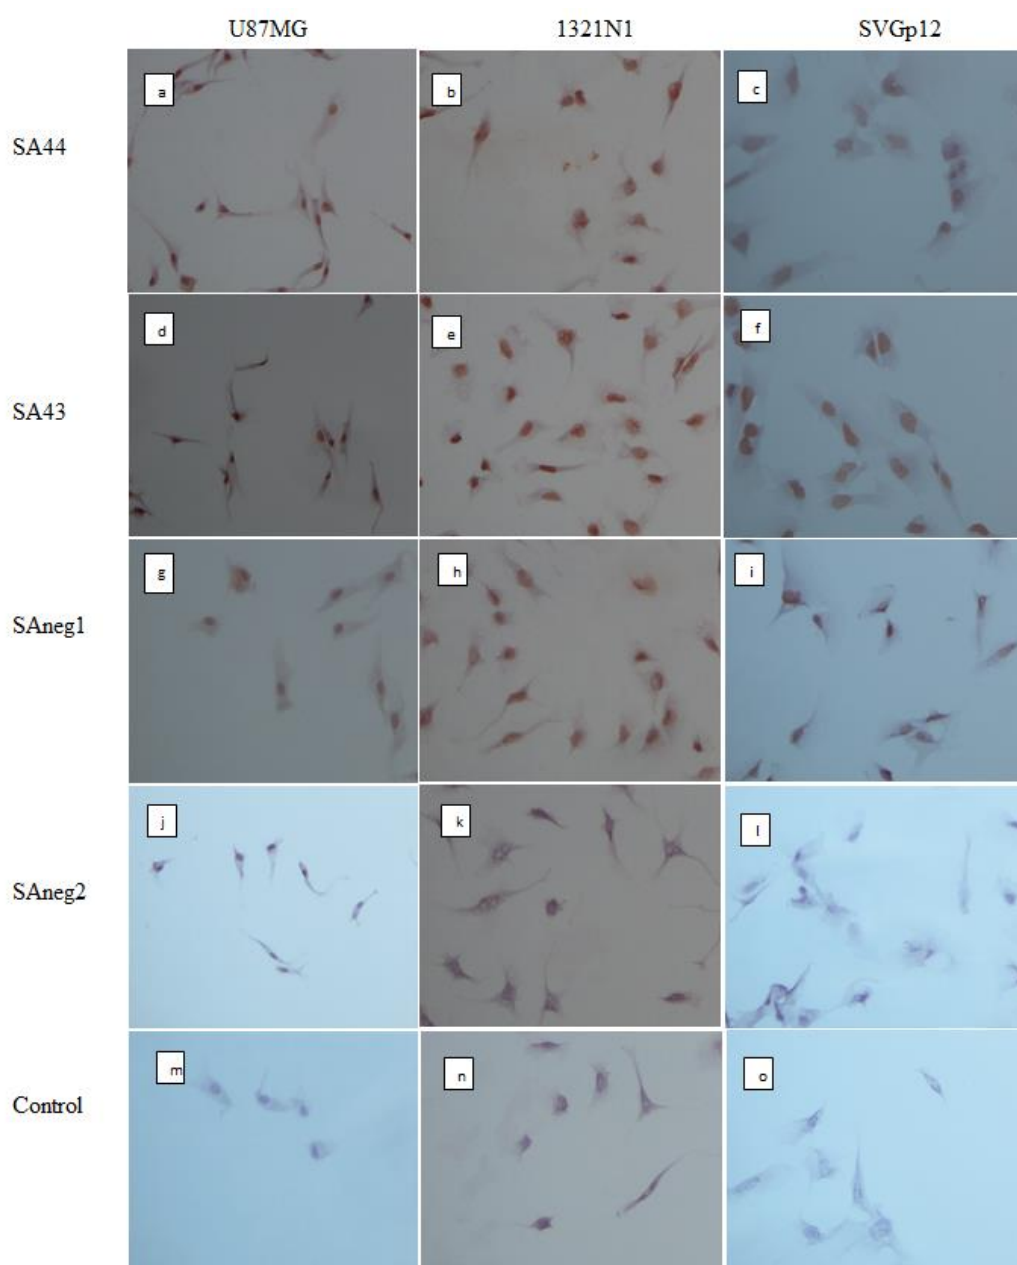 U87MG 1321N1 SVGp12
SA44 a b c
SA43 d e f
SAneg1 g h i
SAneg2 j k l
Control m n o